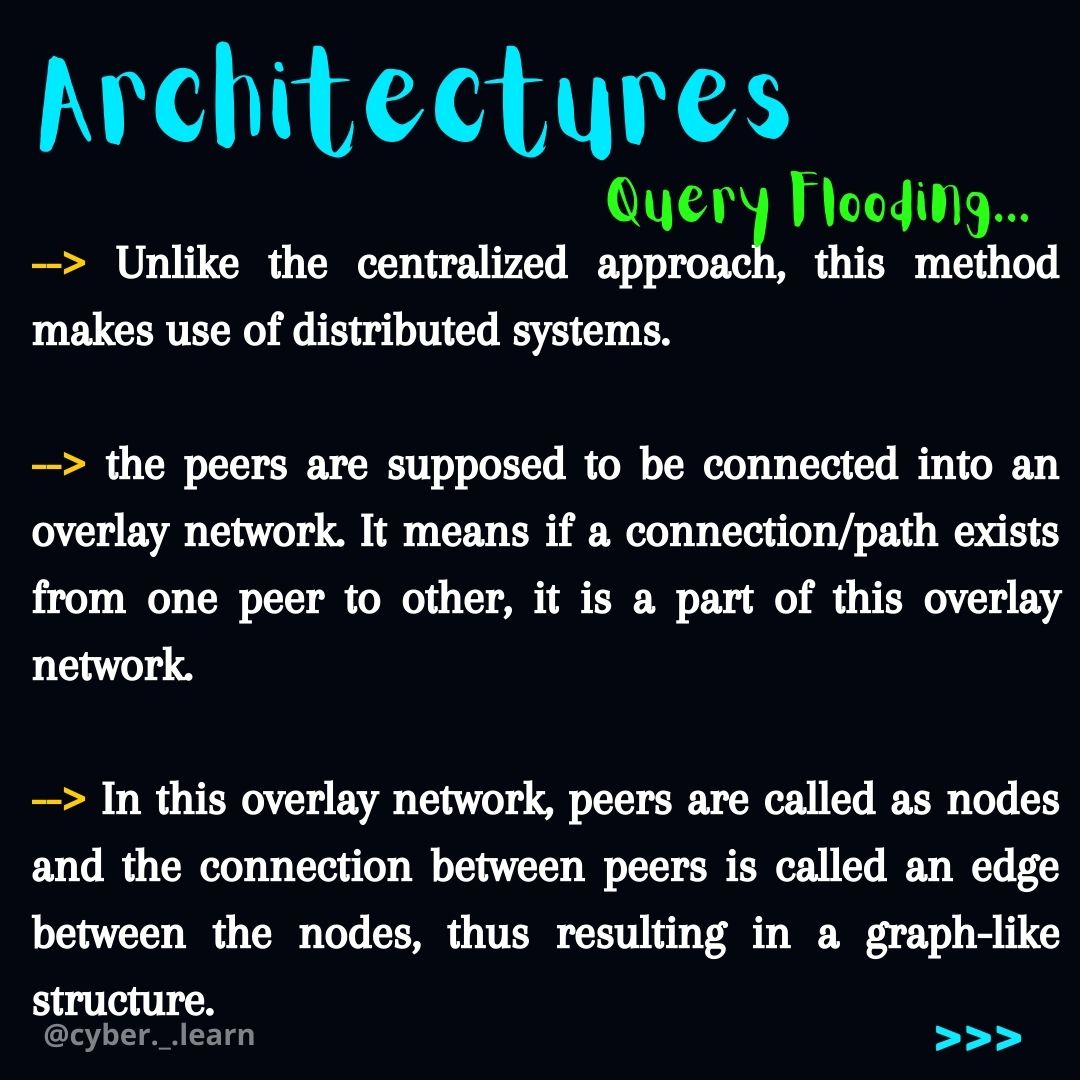 Architectures
Query Flooding...
--> Unlike the centralized approach, this method
makes use of distributed systems.
--> the peers are supposed to be connected into an
overlay network. It means if a connection/path exists
from one peer to other, it is a part of this overlay
network.
--> In this overlay network, peers are called as nodes
and the connection between peers is called an edge
between the nodes, thus resulting in a graph-like
structure.
@cyber._.learn
>>>